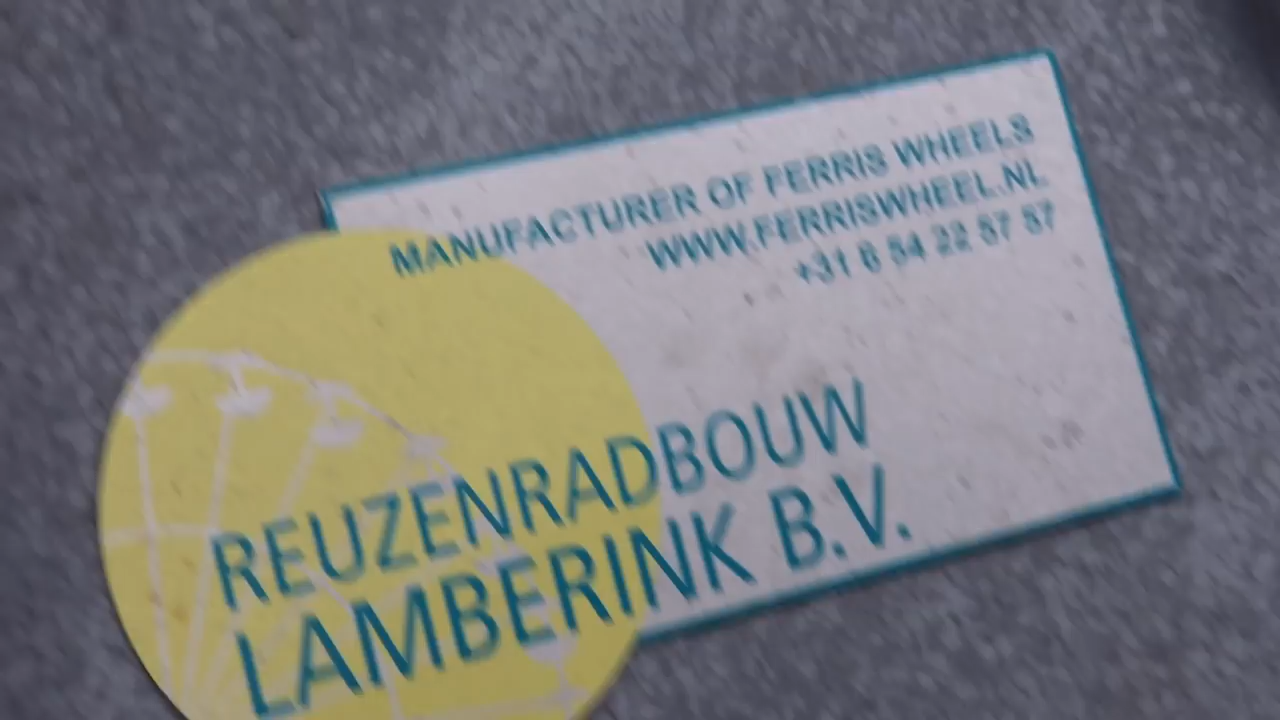 MANUFACTURER OF FERRIS WHEELS
WWW.FERRISWHEEL.NL
+31 6 54 22 57 57
REUZENRADBOUW
LAMBERINK B.V.